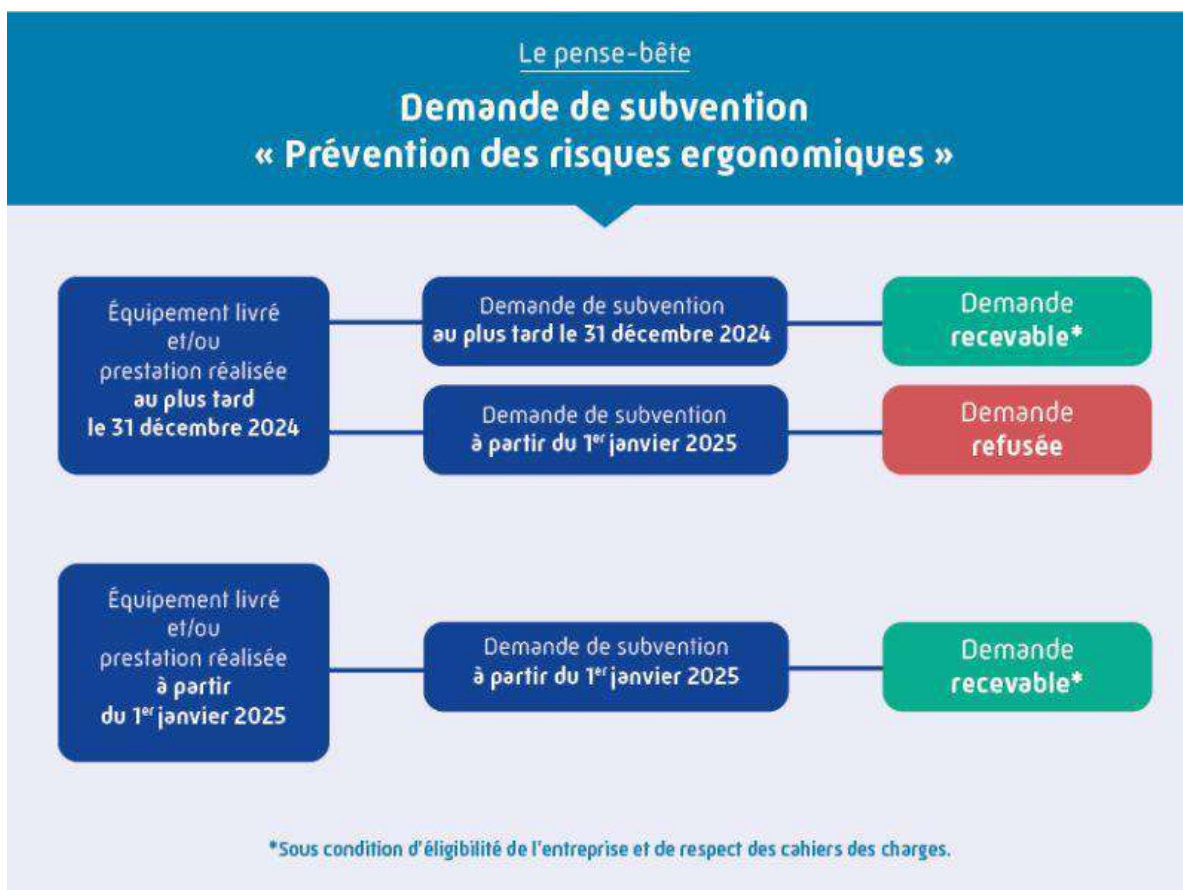 Le pense-bête
Demande de subvention
« Prévention des risques ergonomiques »
Équipement livré
et/ou
prestation réalisée
au plus tard
le 31 décembre 2024
Demande de subvention
au plus tard le 31 décembre 2024
Demande
recevable*
Demande de subvention
à partir du 1er janvier 2025
Demande
refusée
Équipement livré
et/ou
prestation réalisée
à partir
du 1er janvier 2025
Demande de subvention
à partir du 1er janvier 2025
Demande
recevable*
*Sous condition d'éligibilité de l'entreprise et de respect des cahiers des charges.